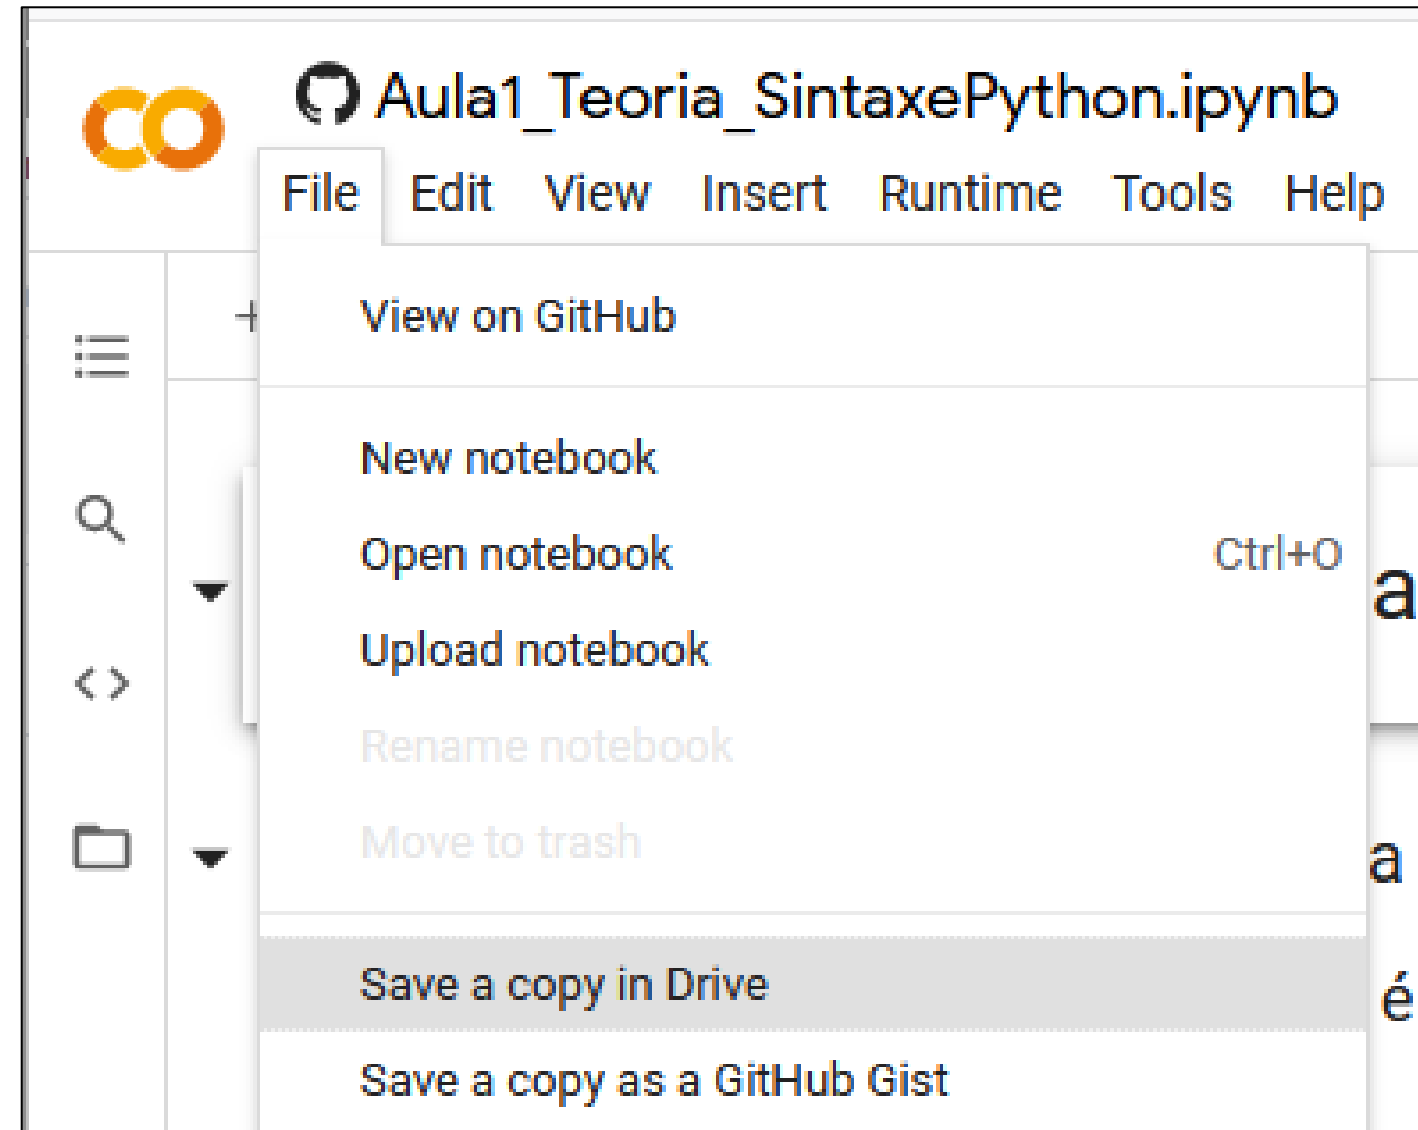 Aula1_Teoria_SintaxePython.ipynb
File Edit View Insert Runtime Tools Help
View on GitHub
New notebook
Open notebook Ctrl+O
a
Upload notebook
Rename notebook
Move to trash
a
Save a copy in Drive
é
Save a copy as a GitHub Gist